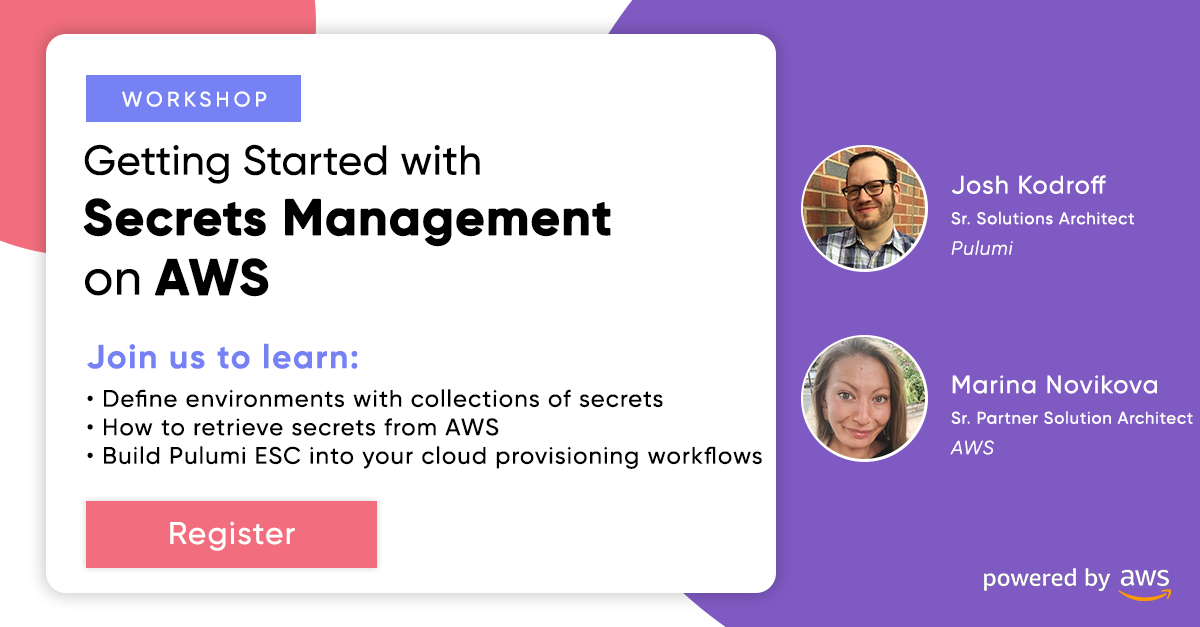 WORKSHOP
Getting Started with
Secrets Management
on AWS
Join us to learn:
• Define environments with collections of secrets
• How to retrieve secrets from AWS
• Build Pulumi ESC into your cloud provisioning workflows
Register
Josh Kodroff
Sr. Solutions Architect
Pulumi
Marina Novikova
Sr. Partner Solution Architect
AWS
powered by aws